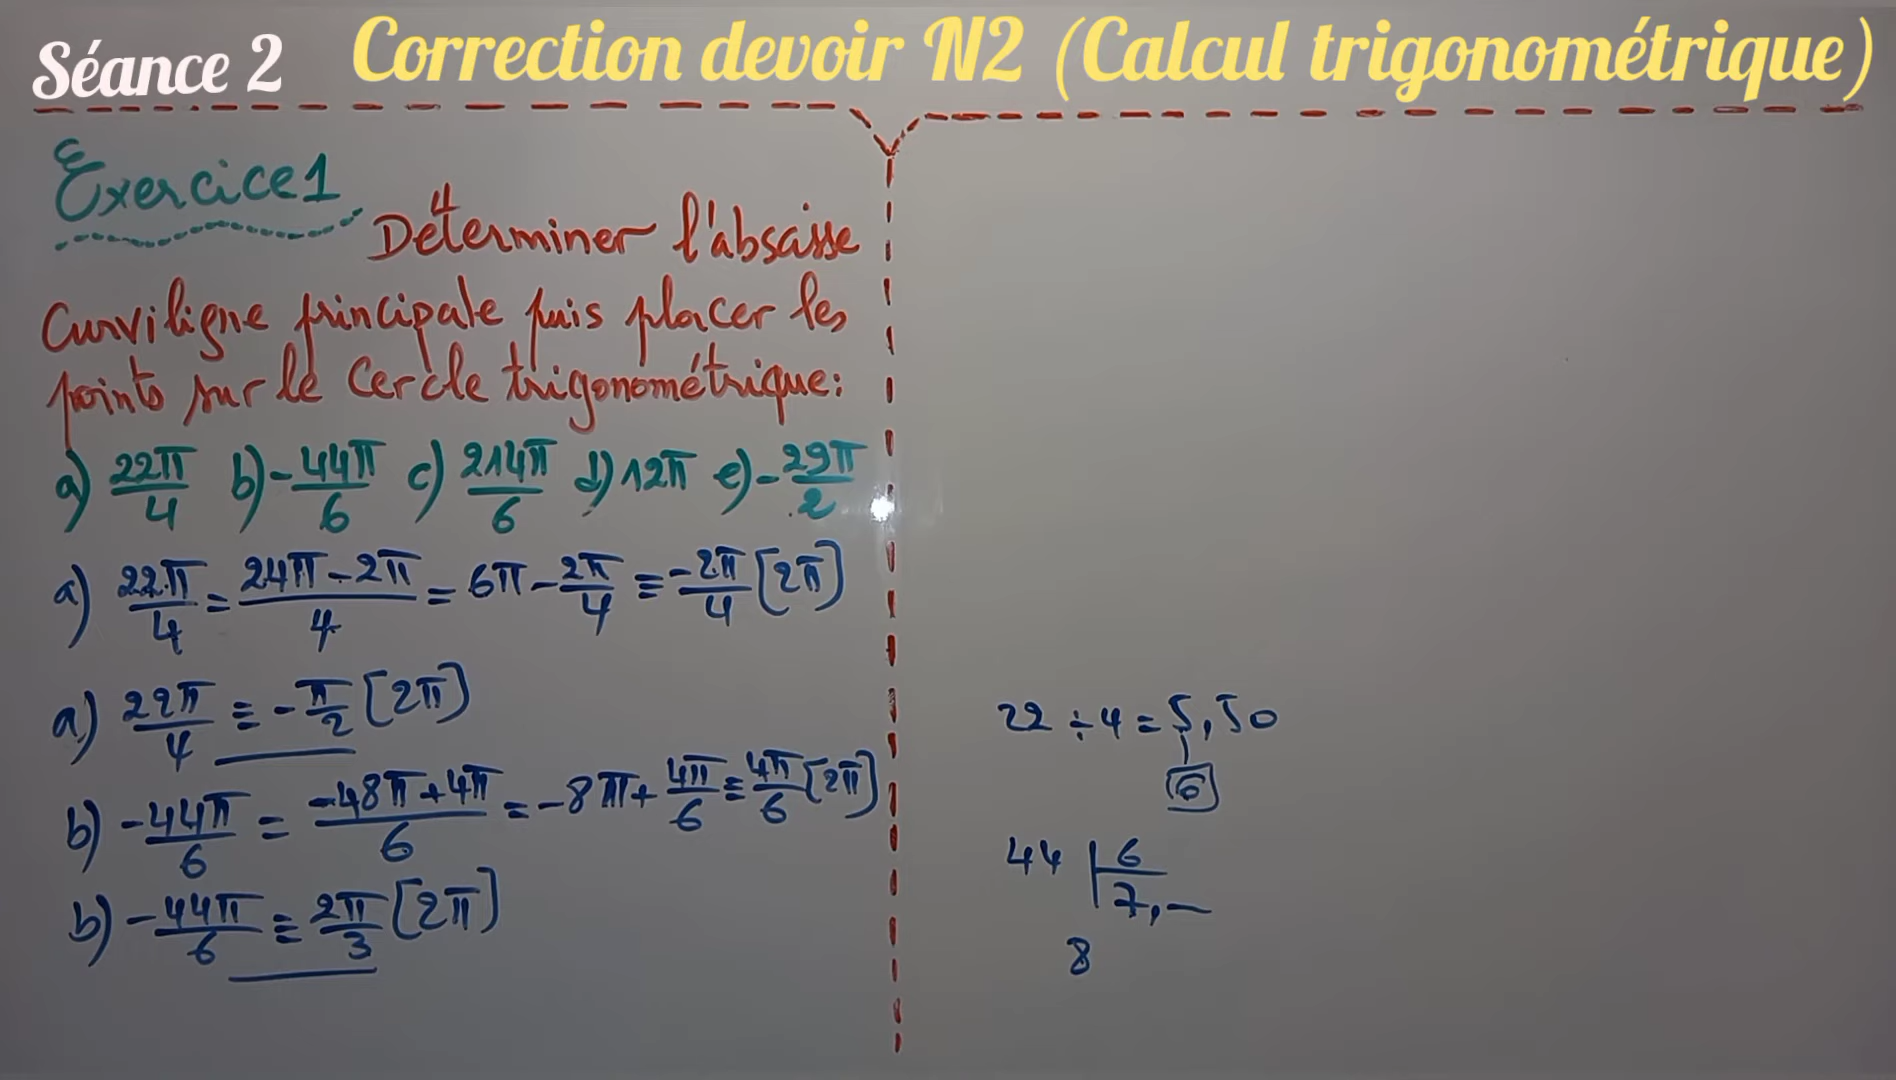 Séance 2 Correction devoir N2 (Calcul trigonométrique)
Exercice 1
Déterminer l'abscisse
Curviligne principale puis placer les
points sur le Cercle trigonométrique:
a) 22π/4 b) -44π/6 c) 214π/6 d) 12π e) -29π/2
a) 22π/4 = (24π-2π)/4 = 6π - 2π/4 ≡ -2π/4 [2π]
a) 22π/4 ≡ -π/2 [2π]
b) -44π/6 = (-48π+4π)/6 = -8π + 4π/6 ≡ 4π/6 [2π]
b) -44π/6 ≡ 2π/3 [2π]
22 ÷ 4 = 5,50
6
44 | 6
7,—
8